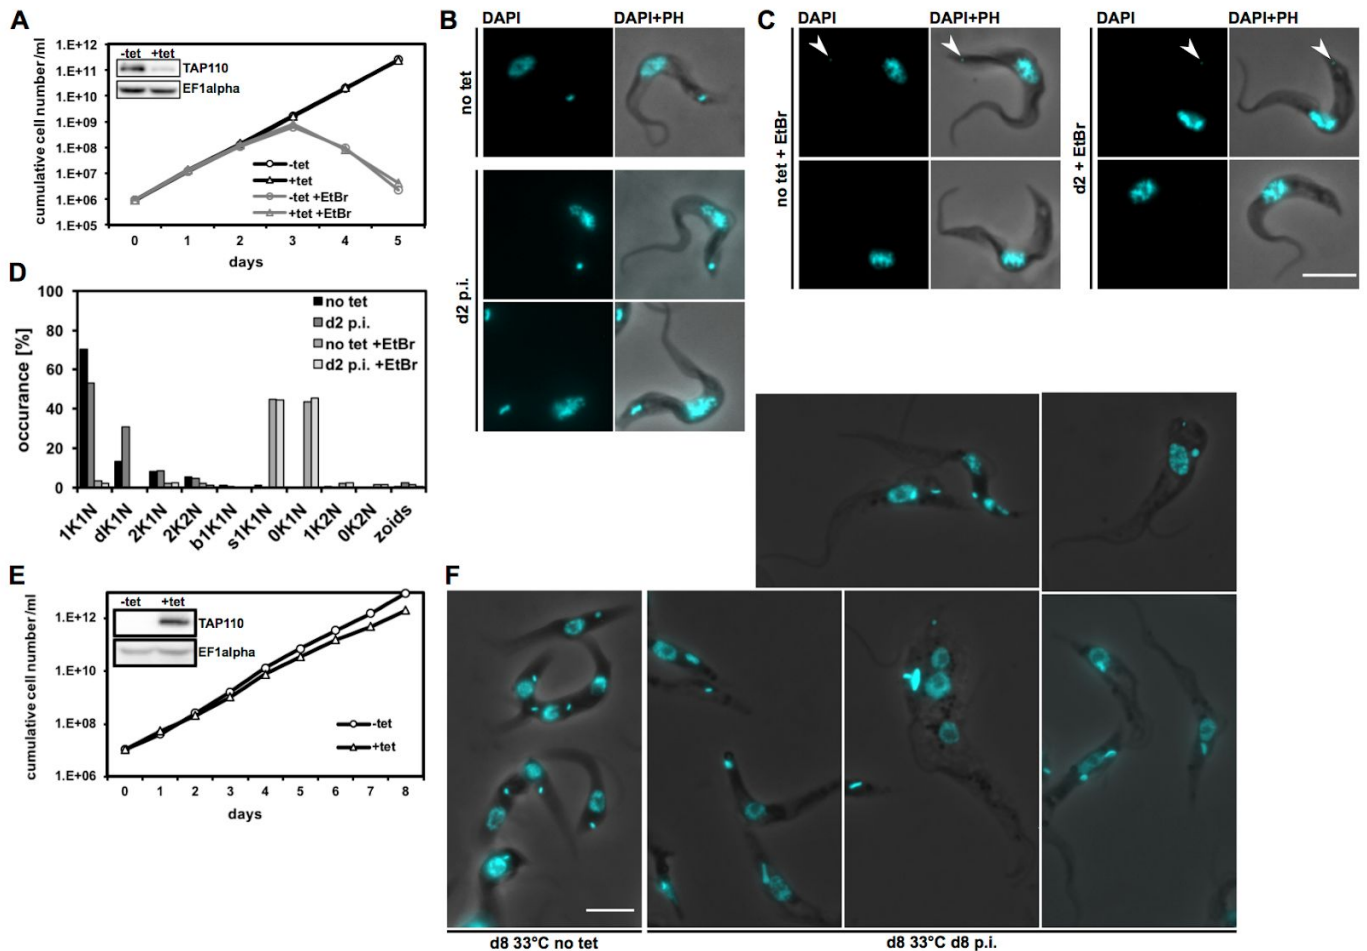 A
-tet +tet
TAP110
EF1alpha
cumulative cell number/ml
1.E+12
1.E+11
1.E+10
1.E+09
1.E+08
1.E+07
1.E+06
1.E+05
-tet
+tet
-tet +EtBr
+tet +EtBr
0 1 2 3 4 5
days
B
DAPI DAPI+PH
no tet
d2 p.i.
C
DAPI DAPI+PH
no tet + EtBr
DAPI DAPI+PH
d2 + EtBr
D
occurance [%]
100
80
60
40
20
0
no tet
d2 p.i.
no tet +EtBr
d2 p.i. +EtBr
1K1N dK1N 2K1N 2K2N b1K1N s1K1N 0K1N 1K2N 0K2N zoids
E
-tet +tet
TAP110
EF1alpha
cumulative cell number/ml
1.E+12
1.E+10
1.E+08
1.E+06
-tet
+tet
0 1 2 3 4 5 6 7 8
days
F
d8 33°C no tet
d8 33°C d8 p.i.